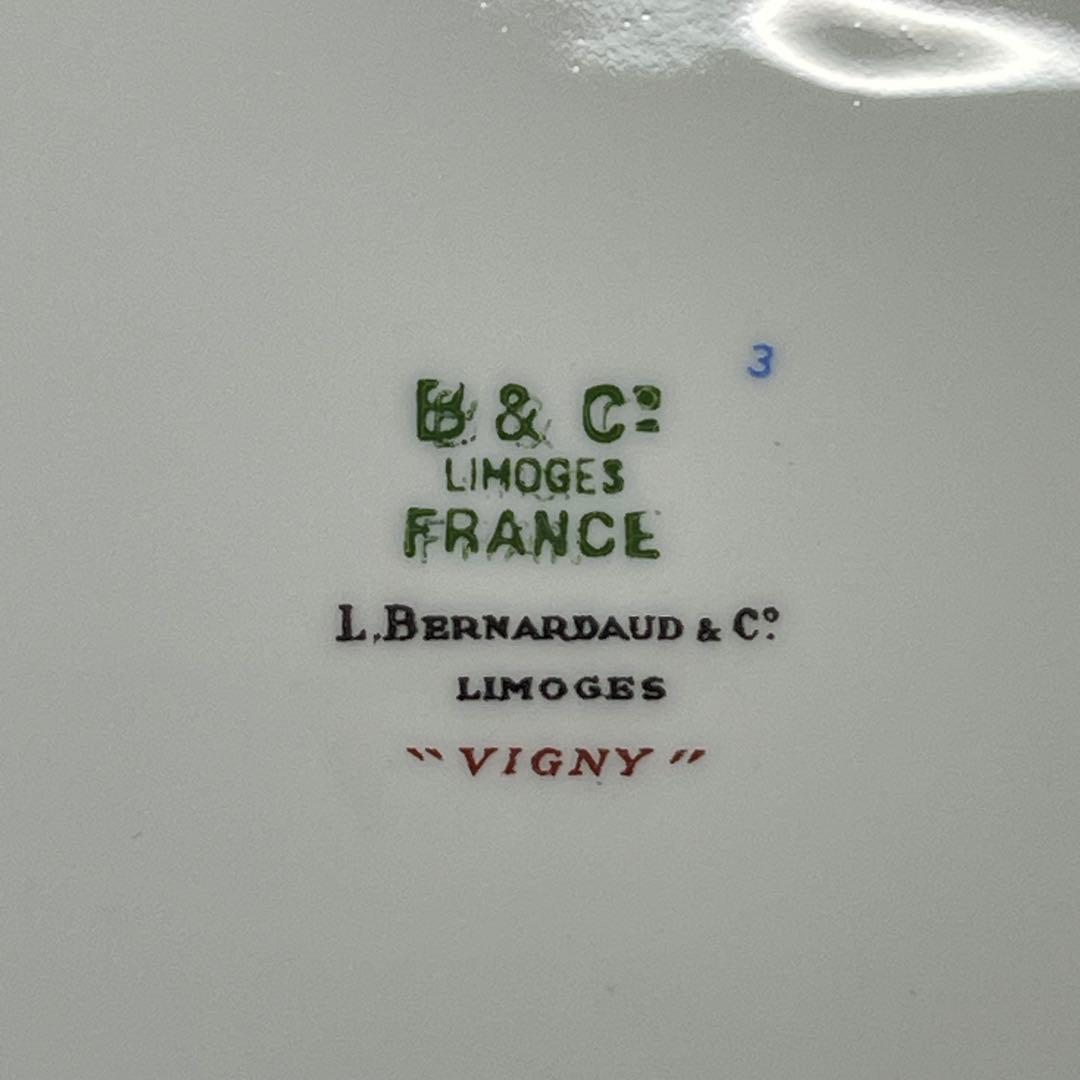 3
B & Cº
LIMOGES
FRANCE
L. BERNARDAUD & Cº
LIMOGES
"VIGNY"